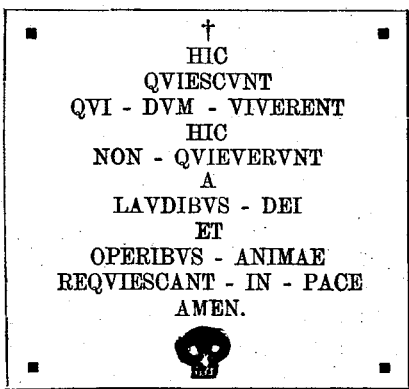 †
HIC
QVIESCVNT
QVI - DVM - VIVERENT
HIC
NON - QVIEVERVNT
A
LAVDIBVS - DEI
ET
OPERIBVS - ANIMAE
REQVIESCANT - IN - PACE
AMEN.